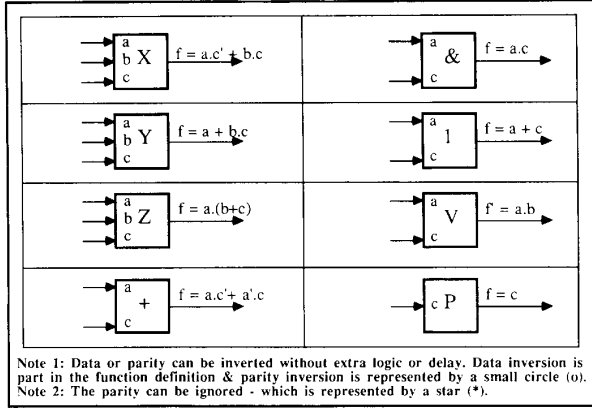 a
b X
c
f = a.c' + b.c
a
&
c
f = a.c
a
b Y
c
f = a + b.c
a
1
c
f = a + c
a
b Z
c
f = a.(b+c)
a
V
c
f = a.b
a
+
c
f = a.c'+ a'.c
c P
f = c
Note 1: Data or parity can be inverted without extra logic or delay. Data inversion is
part in the function definition & parity inversion is represented by a small circle (o).
Note 2: The parity can be ignored - which is represented by a star (*).